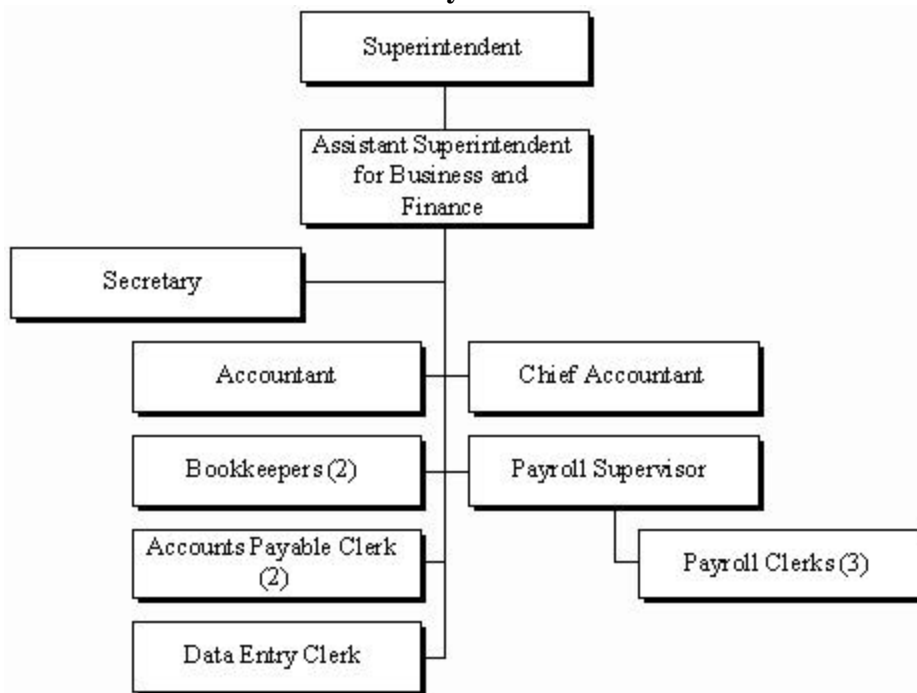 Superintendent
Assistant Superintendent
for Business and
Finance
Secretary
Accountant
Chief Accountant
Bookkeepers (2)
Payroll Supervisor
Accounts Payable Clerk
(2)
Payroll Clerks (3)
Data Entry Clerk